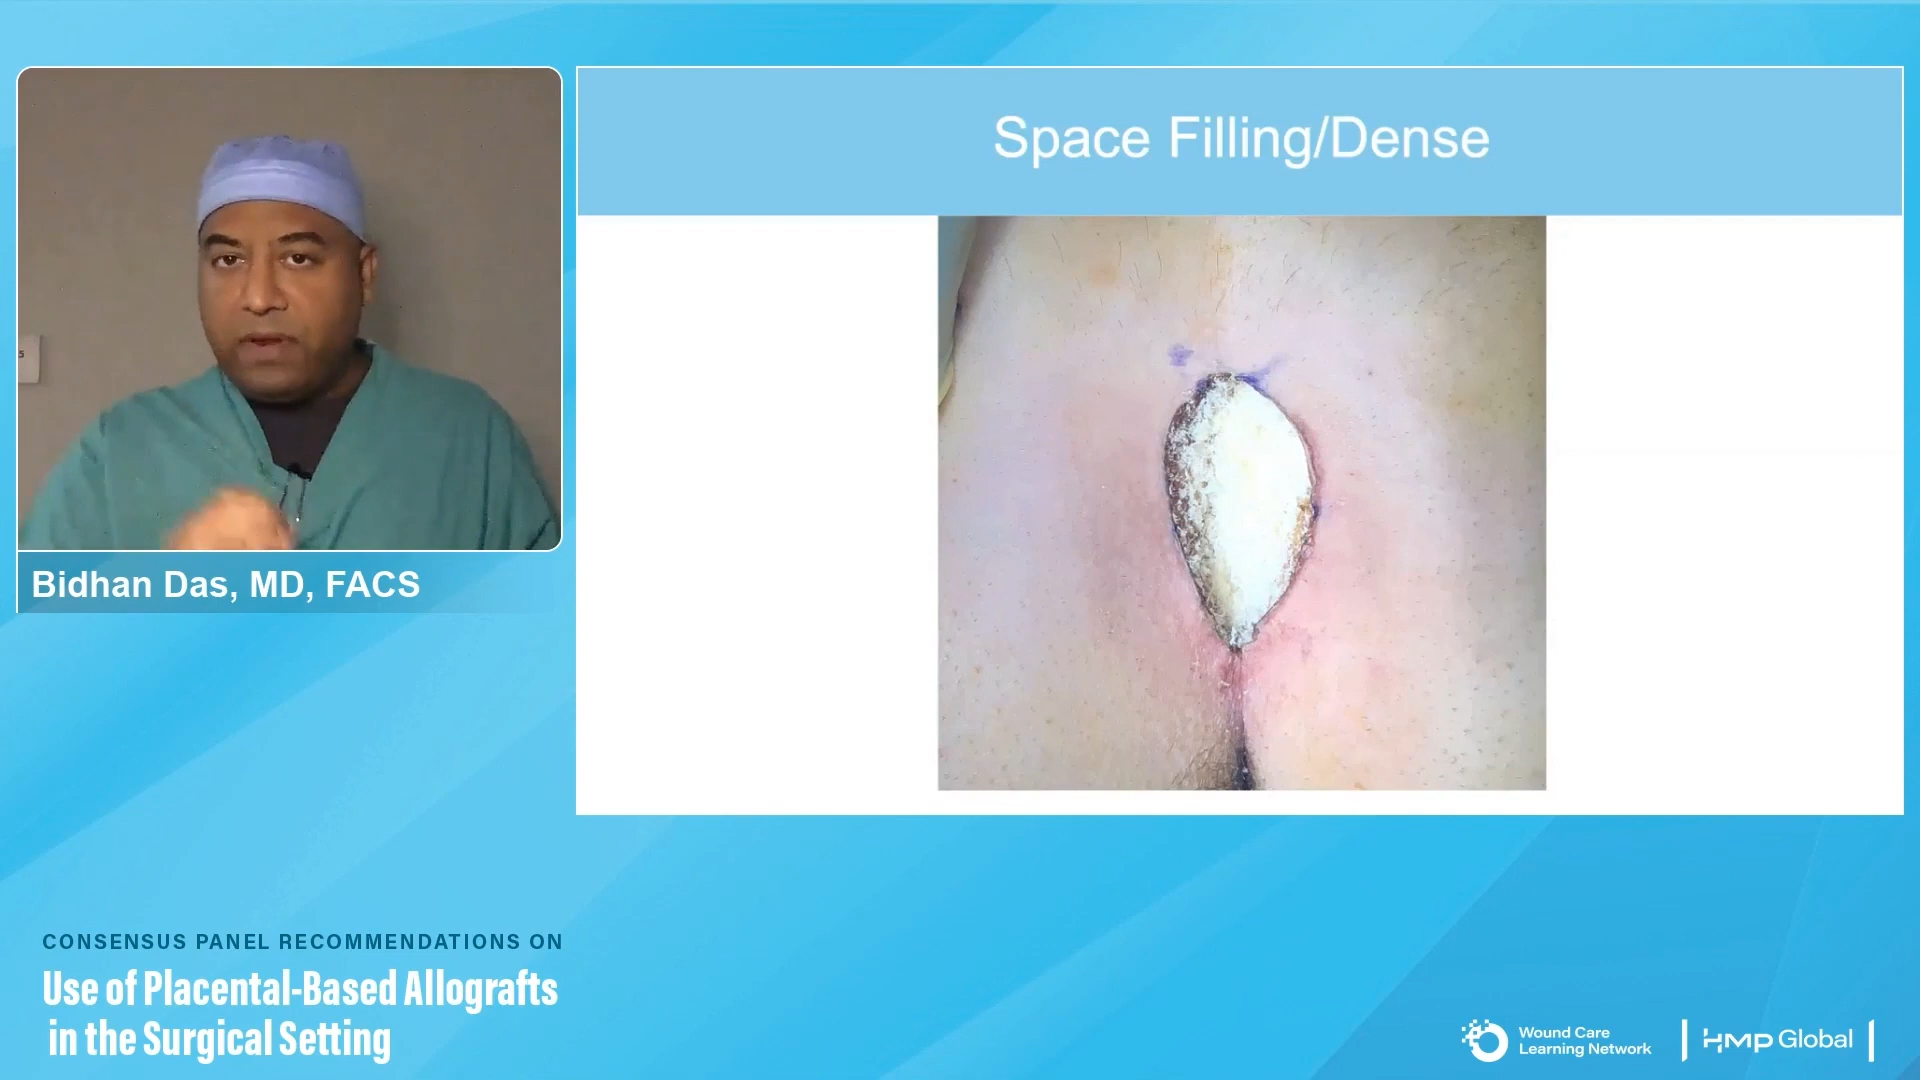 Space Filling/Dense
5
Bidhan Das, MD, FACS
CONSENSUS PANEL RECOMMENDATIONS ON
Use of Placental-Based Allografts
in the Surgical Setting
Wound Care
Learning Network
HMP Global